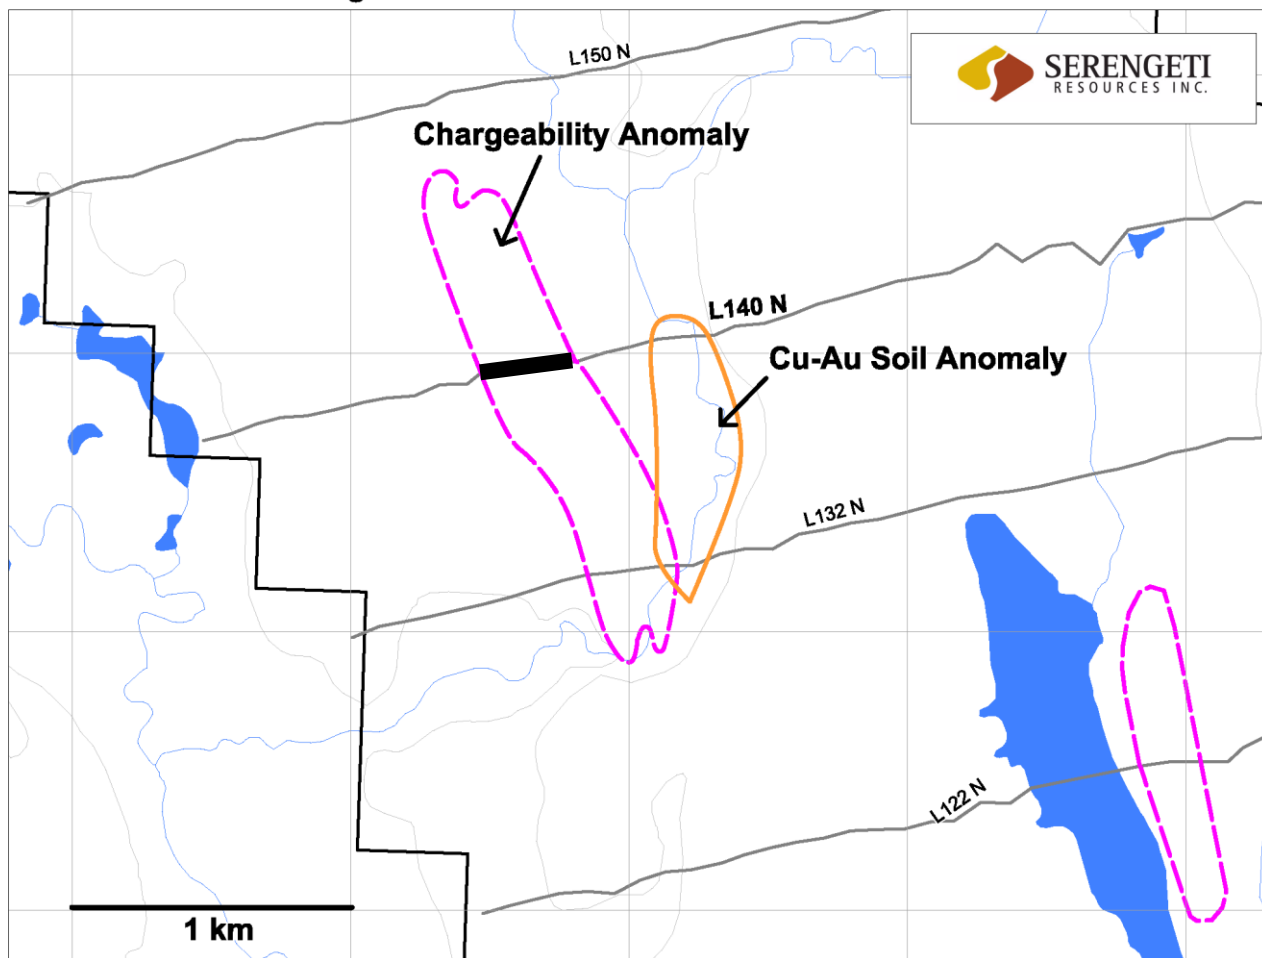 L150 N
SERENGETI
RESOURCES INC.
Chargeability Anomaly
L140 N
Cu-Au Soil Anomaly
L132 N
L122 N
1 km